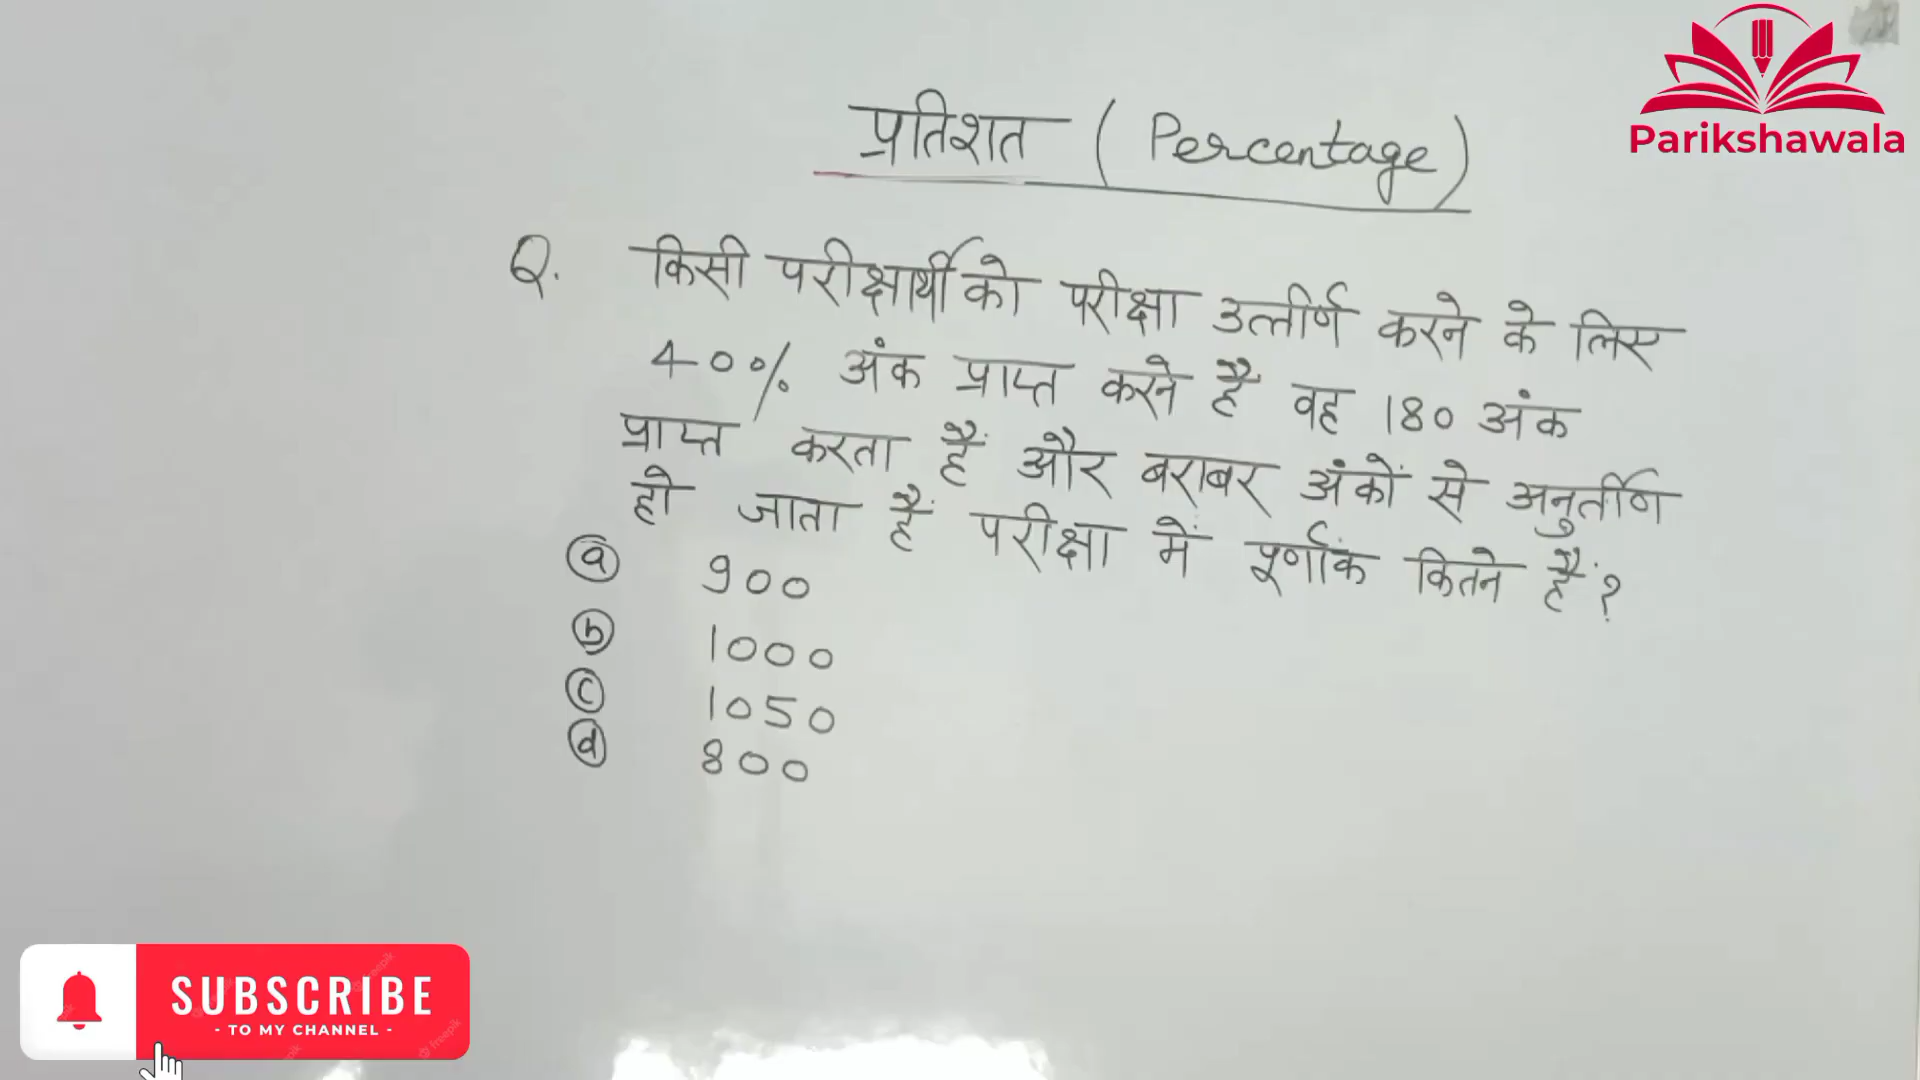 Parikshawala
प्रतिशत ( Percentage )
Q. किसी परीक्षार्थी को परीक्षा उत्तीर्ण करने के लिए
40% अंक प्राप्त करने है वह 180 अंक
प्राप्त करता है और बराबर अंकों से अनुर्तीण
हो जाता है परीक्षा में पूर्णांक कितने हैं ?
(a) 900
(b) 1000
(c) 1050
(d) 800
SUBSCRIBE
- TO MY CHANNEL -